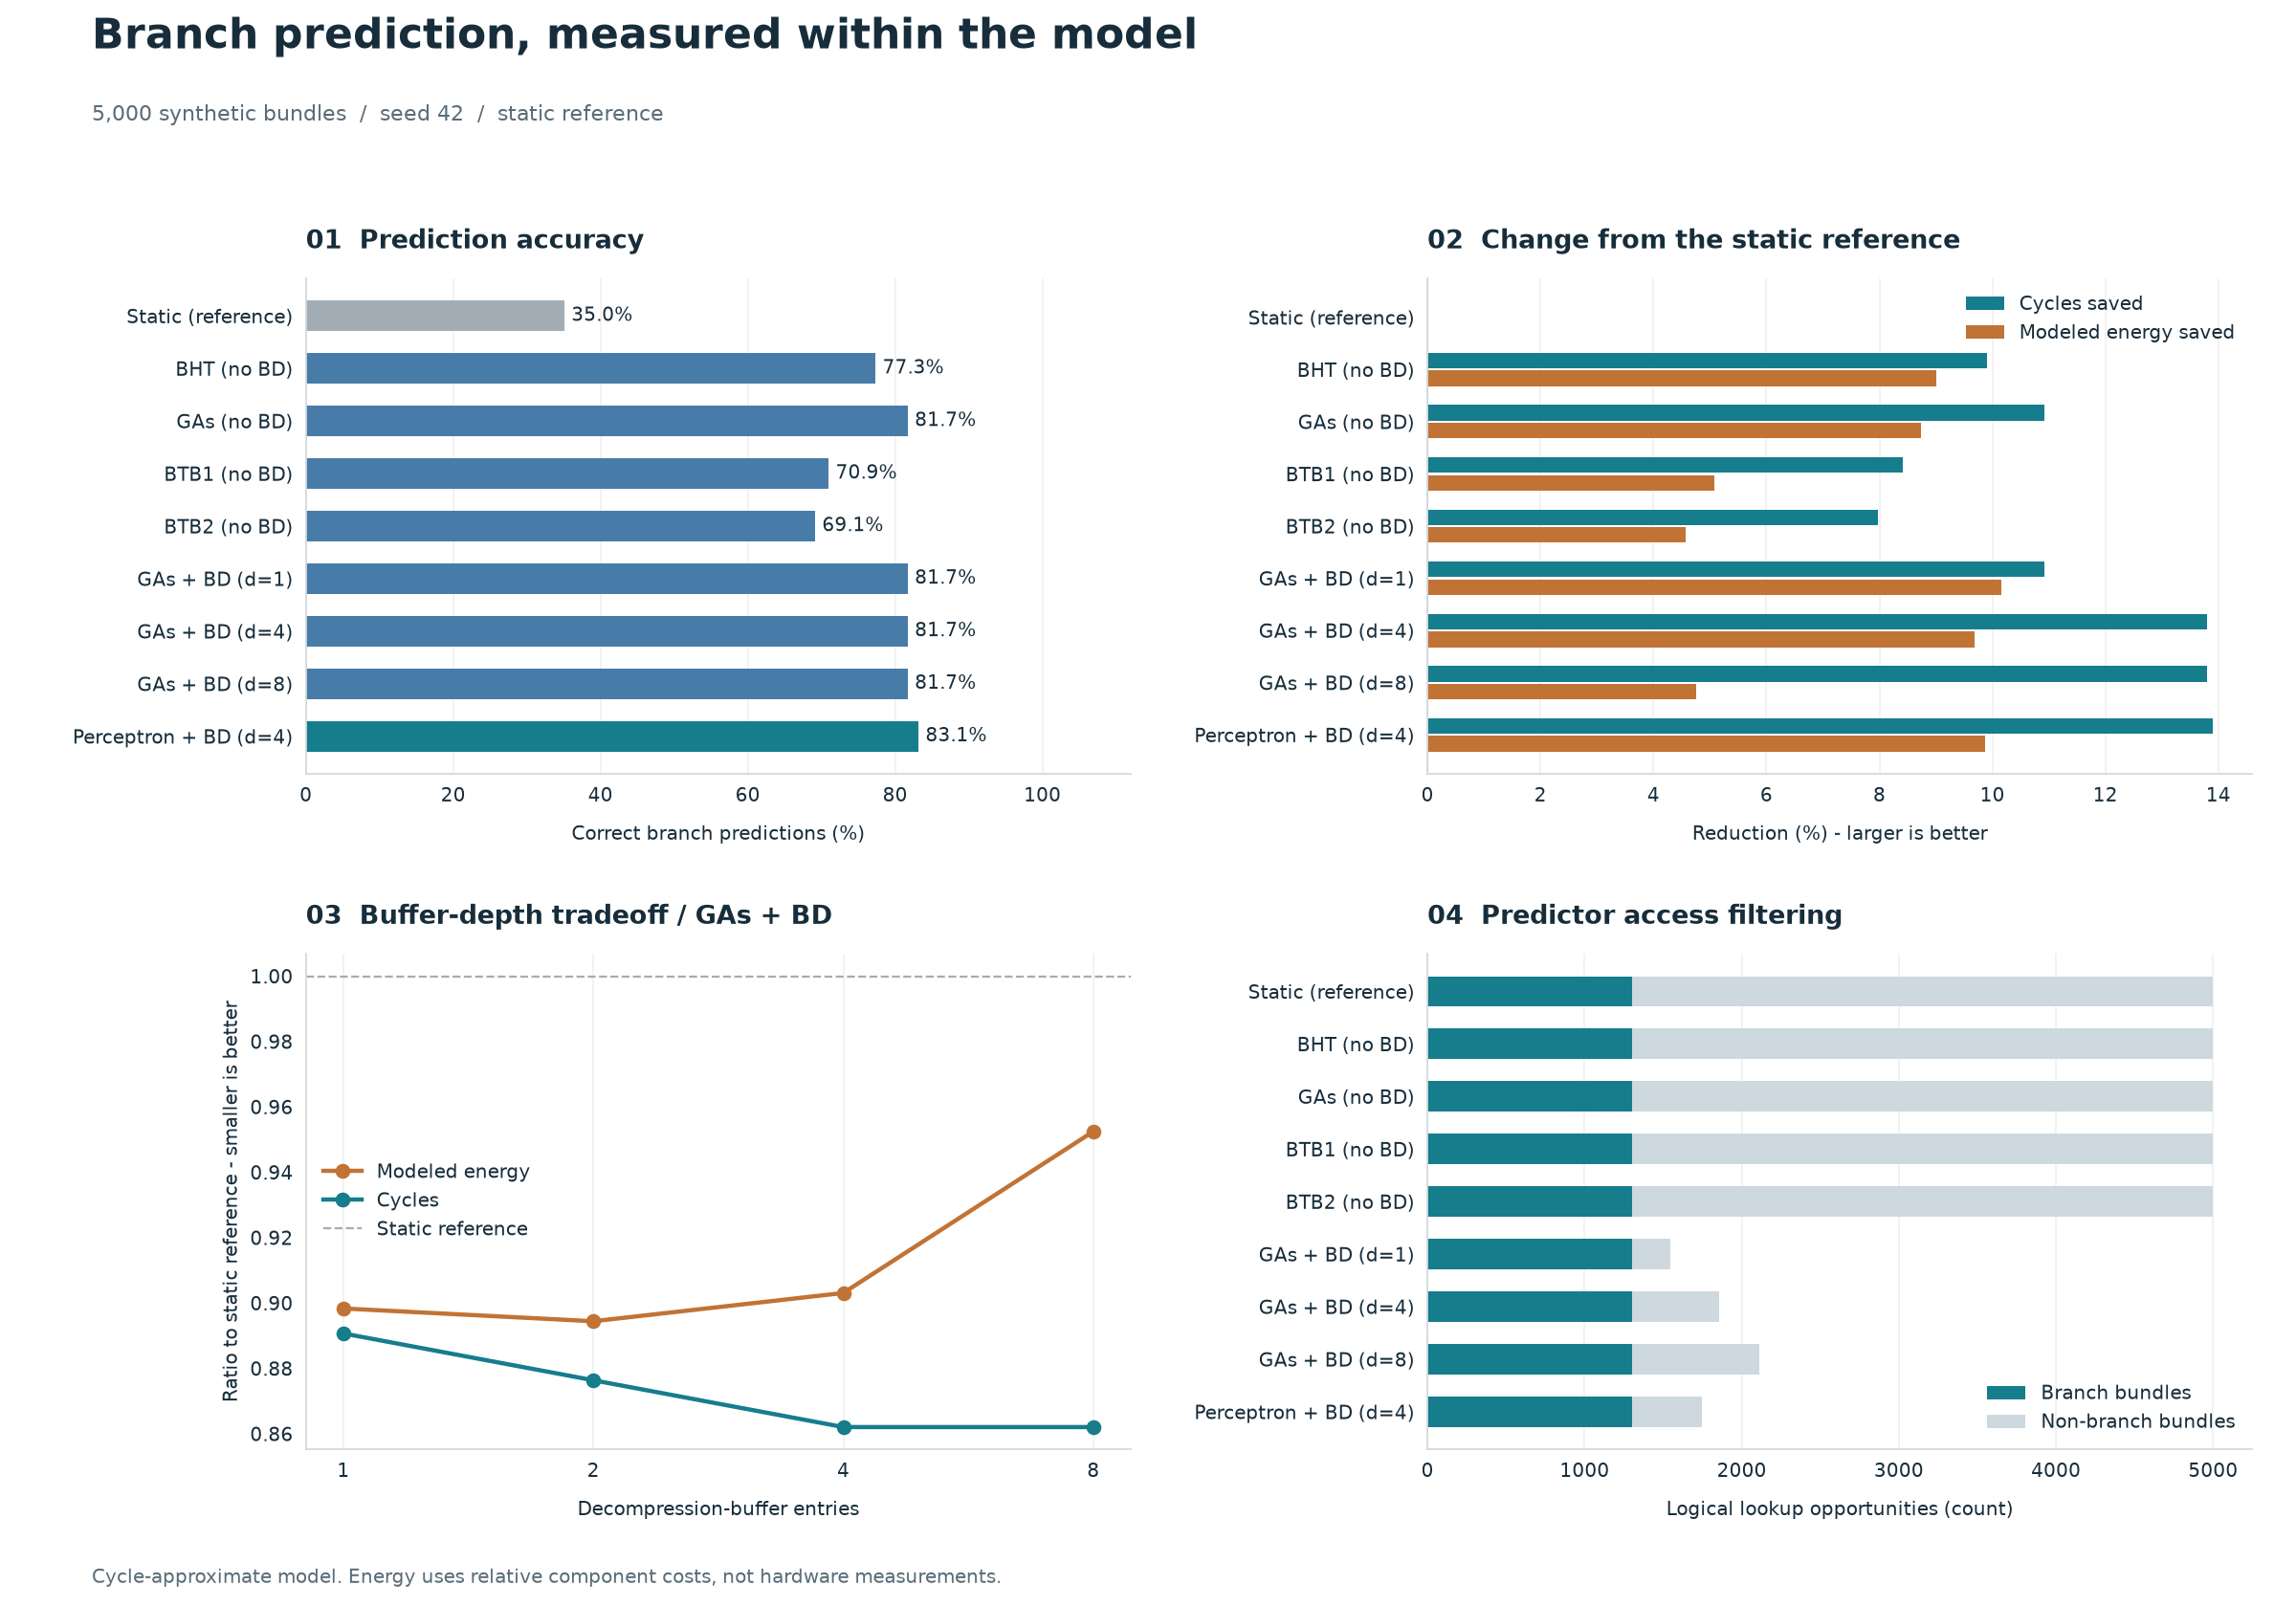 Branch prediction, measured within the model
5,000 synthetic bundles / seed 42 / static reference
01 Prediction accuracy
Static (reference) 35.0%
BHT (no BD) 77.3%
GAs (no BD) 81.7%
BTB1 (no BD) 70.9%
BTB2 (no BD) 69.1%
GAs + BD (d=1) 81.7%
GAs + BD (d=4) 81.7%
GAs + BD (d=8) 81.7%
Perceptron + BD (d=4) 83.1%
0 20 40 60 80 100
Correct branch predictions (%)
02 Change from the static reference
Cycles saved
Modeled energy saved
Static (reference)
BHT (no BD)
GAs (no BD)
BTB1 (no BD)
BTB2 (no BD)
GAs + BD (d=1)
GAs + BD (d=4)
GAs + BD (d=8)
Perceptron + BD (d=4)
0 2 4 6 8 10 12 14
Reduction (%) - larger is better
03 Buffer-depth tradeoff / GAs + BD
Ratio to static reference - smaller is better
1.00
0.98
0.96
0.94
0.92
0.90
0.88
0.86
Modeled energy
Cycles
Static reference
1 2 4 8
Decompression-buffer entries
04 Predictor access filtering
Static (reference)
BHT (no BD)
GAs (no BD)
BTB1 (no BD)
BTB2 (no BD)
GAs + BD (d=1)
GAs + BD (d=4)
GAs + BD (d=8)
Perceptron + BD (d=4)
Branch bundles
Non-branch bundles
0 1000 2000 3000 4000 5000
Logical lookup opportunities (count)
Cycle-approximate model. Energy uses relative component costs, not hardware measurements.